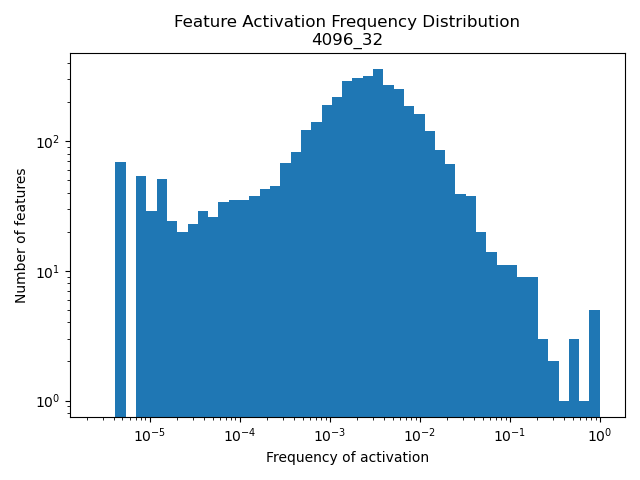 Feature Activation Frequency Distribution
4096_32
Number of features
10²
10¹
10⁰
10⁻⁵ 10⁻⁴ 10⁻³ 10⁻² 10⁻¹ 10⁰
Frequency of activation